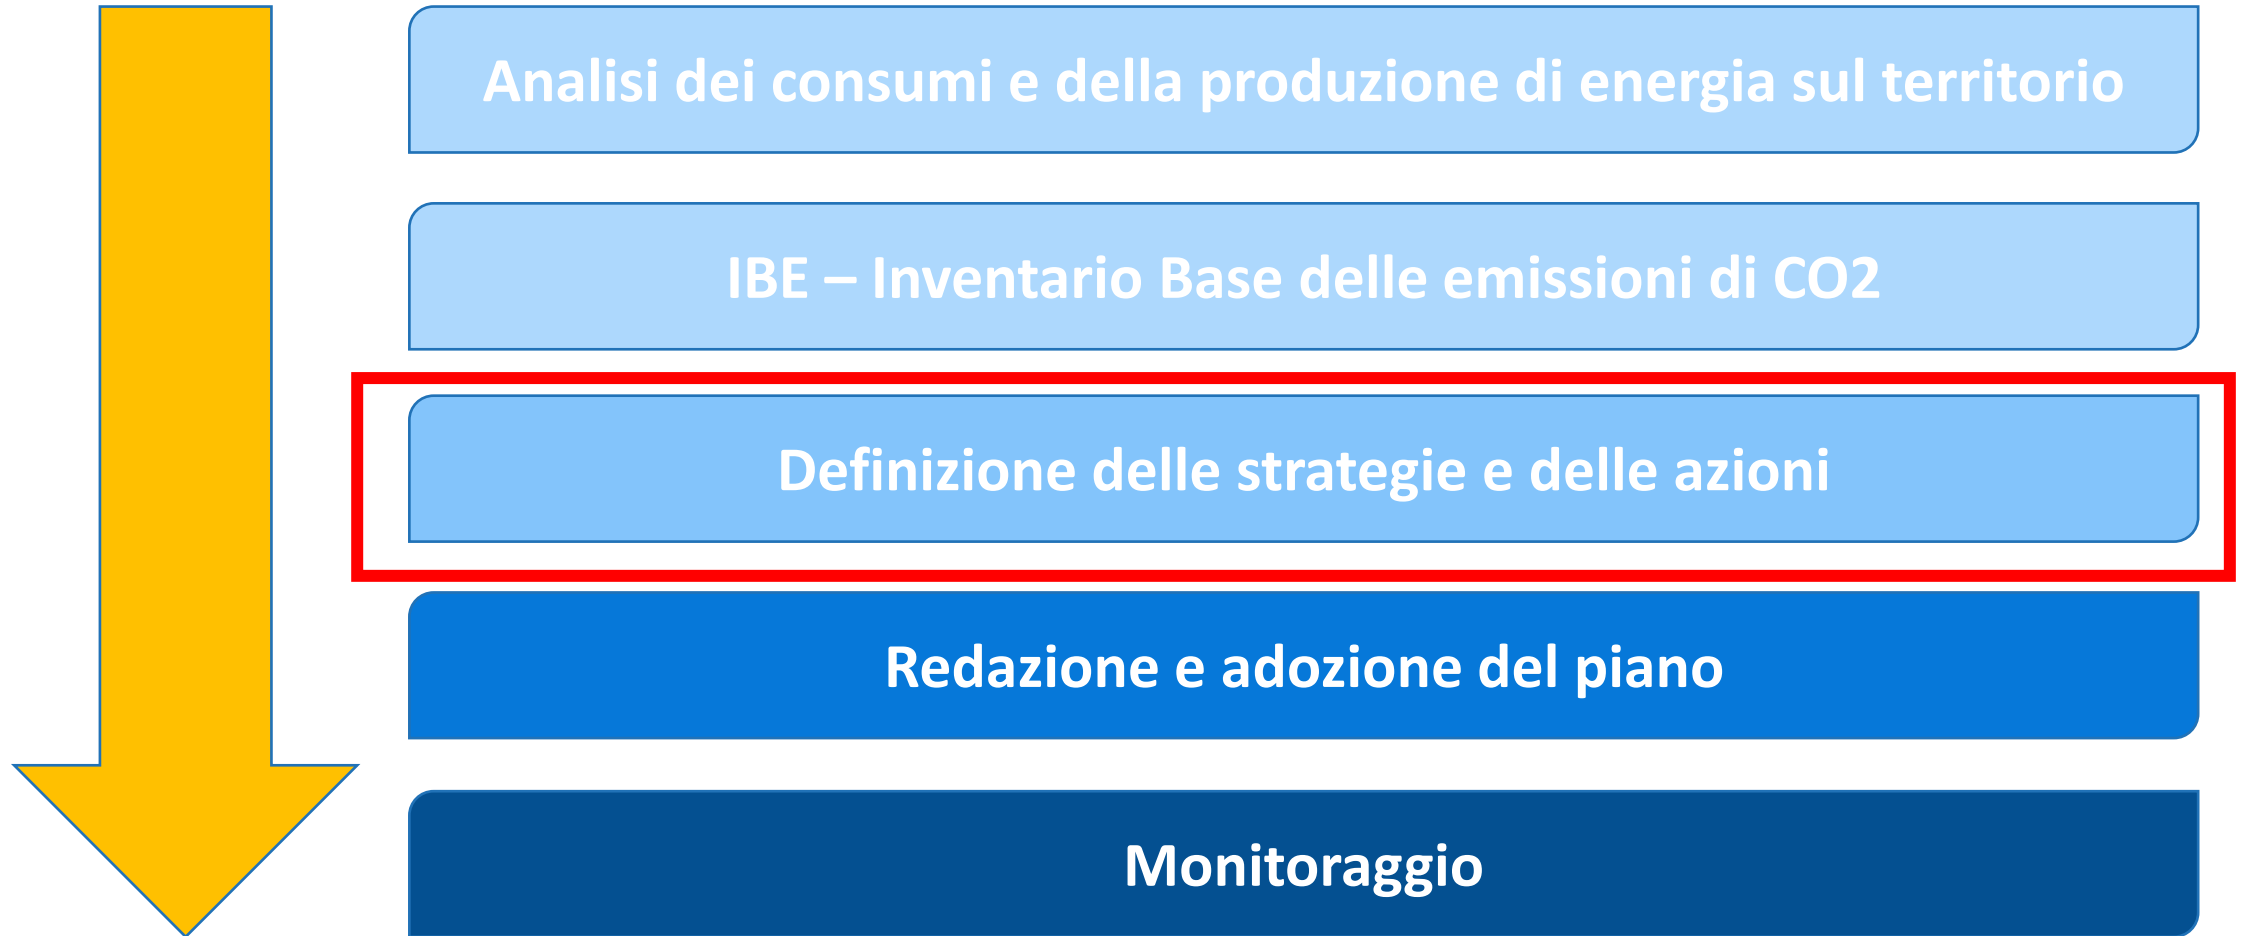 Analisi dei consumi e della produzione di energia sul territorio
IBE – Inventario Base delle emissioni di CO2
Definizione delle strategie e delle azioni
Redazione e adozione del piano
Monitoraggio